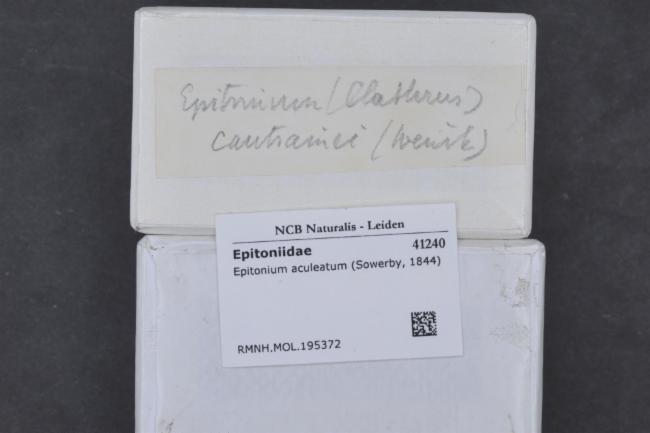 Epitonium (Clathrus)
cantrainei (Weink)
NCB Naturalis - Leiden
Epitoniidae 41240
Epitonium aculeatum (Sowerby, 1844)
RMNH.MOL.195372